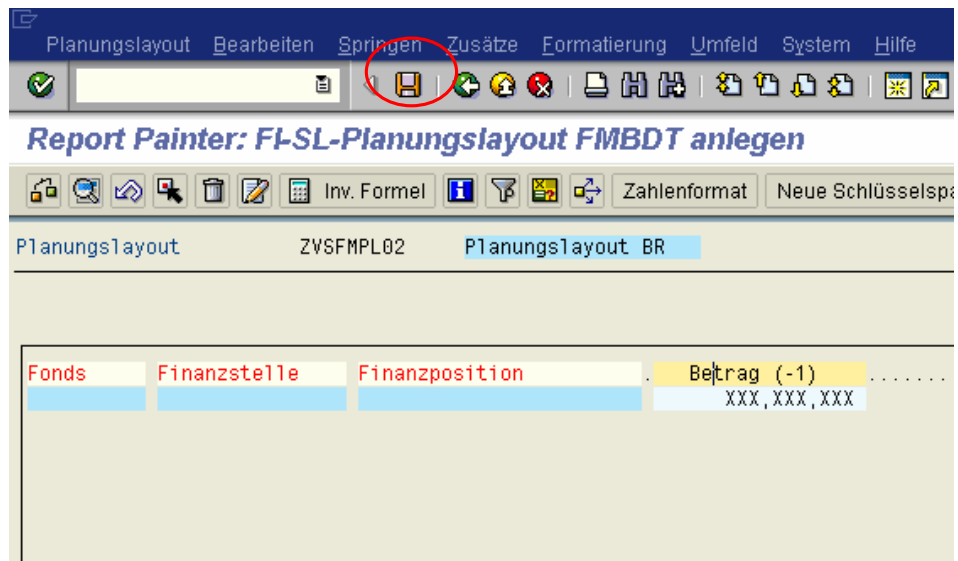 Planungslayout Bearbeiten Springen Zusätze Formatierung Umfeld System Hilfe
Report Painter: FI-SL-Planungslayout FMBDT anlegen
Inv. Formel Zahlenformat Neue Schlüsselspa
Planungslayout ZVSFMPL02 Planungslayout BR
Fonds Finanzstelle Finanzposition . Betrag (-1) .......
XXX,XXX,XXX